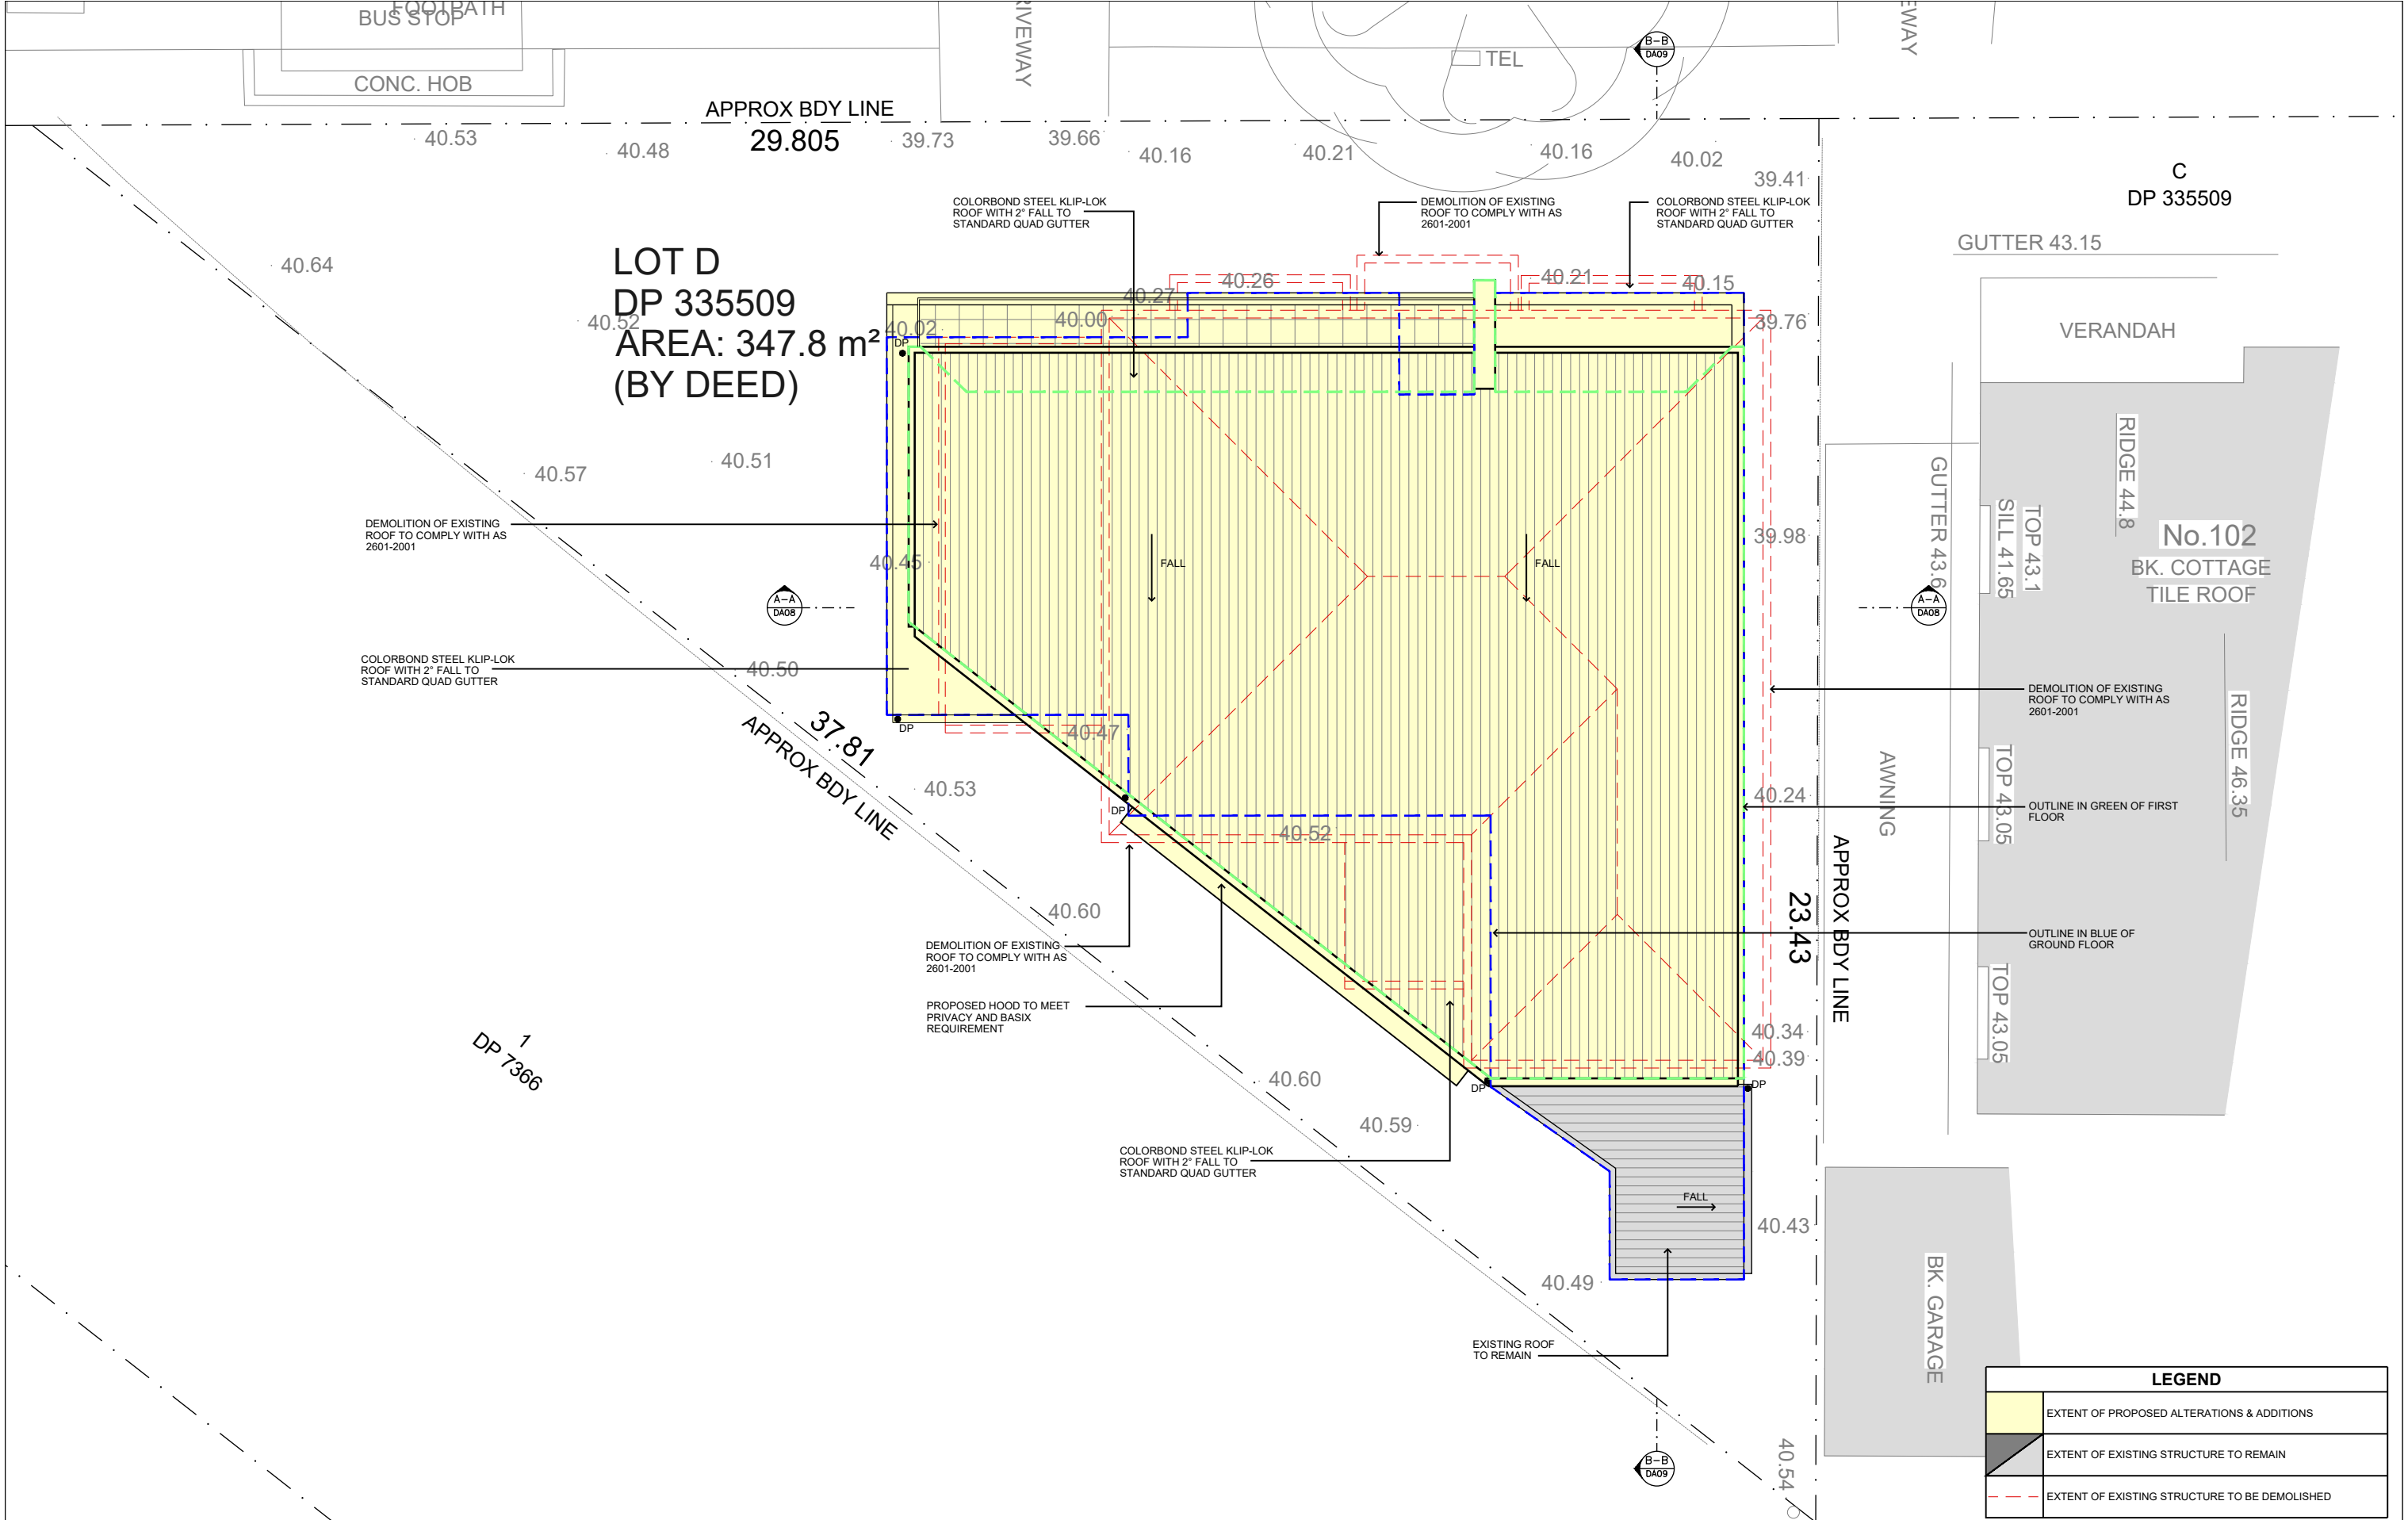 FOOTPATH
BUS STOP
CONC. HOB
TEL
B-B
DA09
APPROX BDY LINE
29.805
40.53
40.48
39.73
39.66
40.16
40.21
40.16
40.02
39.41
C
DP 335509
GUTTER 43.15
VERANDAH
COLORBOND STEEL KLIP-LOK
ROOF WITH 2° FALL TO
STANDARD QUAD GUTTER
DEMOLITION OF EXISTING
ROOF TO COMPLY WITH AS
2601-2001
COLORBOND STEEL KLIP-LOK
ROOF WITH 2° FALL TO
STANDARD QUAD GUTTER
40.64
LOT D
DP 335509
AREA: 347.8 m²
(BY DEED)
40.52
40.02
DP
40.27
40.26
40.00
40.21
40.15
39.76
40.57
40.51
DEMOLITION OF EXISTING
ROOF TO COMPLY WITH AS
2601-2001
40.45
FALL
FALL
39.98
A-A
DA08
A-A
DA08
GUTTER 43.6
SILL 41.65
TOP 43.1
RIDGE 44.8
No.102
BK. COTTAGE
TILE ROOF
COLORBOND STEEL KLIP-LOK
ROOF WITH 2° FALL TO
STANDARD QUAD GUTTER
40.50
DP
37.81
APPROX BDY LINE
40.47
40.53
DP
40.52
40.24
DEMOLITION OF EXISTING
ROOF TO COMPLY WITH AS
2601-2001
RIDGE 46.35
AWNING
TOP 43.05
OUTLINE IN GREEN OF FIRST
FLOOR
APPROX BDY LINE
23.43
OUTLINE IN BLUE OF
GROUND FLOOR
TOP 43.05
40.60
DEMOLITION OF EXISTING
ROOF TO COMPLY WITH AS
2601-2001
PROPOSED HOOD TO MEET
PRIVACY AND BASIX
REQUIREMENT
1
DP 7366
40.34
40.39
40.60
DP
DP
40.59
COLORBOND STEEL KLIP-LOK
ROOF WITH 2° FALL TO
STANDARD QUAD GUTTER
FALL
40.43
40.49
BK. GARAGE
EXISTING ROOF
TO REMAIN
B-B
DA09
40.54
LEGEND
EXTENT OF PROPOSED ALTERATIONS & ADDITIONS
EXTENT OF EXISTING STRUCTURE TO REMAIN
EXTENT OF EXISTING STRUCTURE TO BE DEMOLISHED